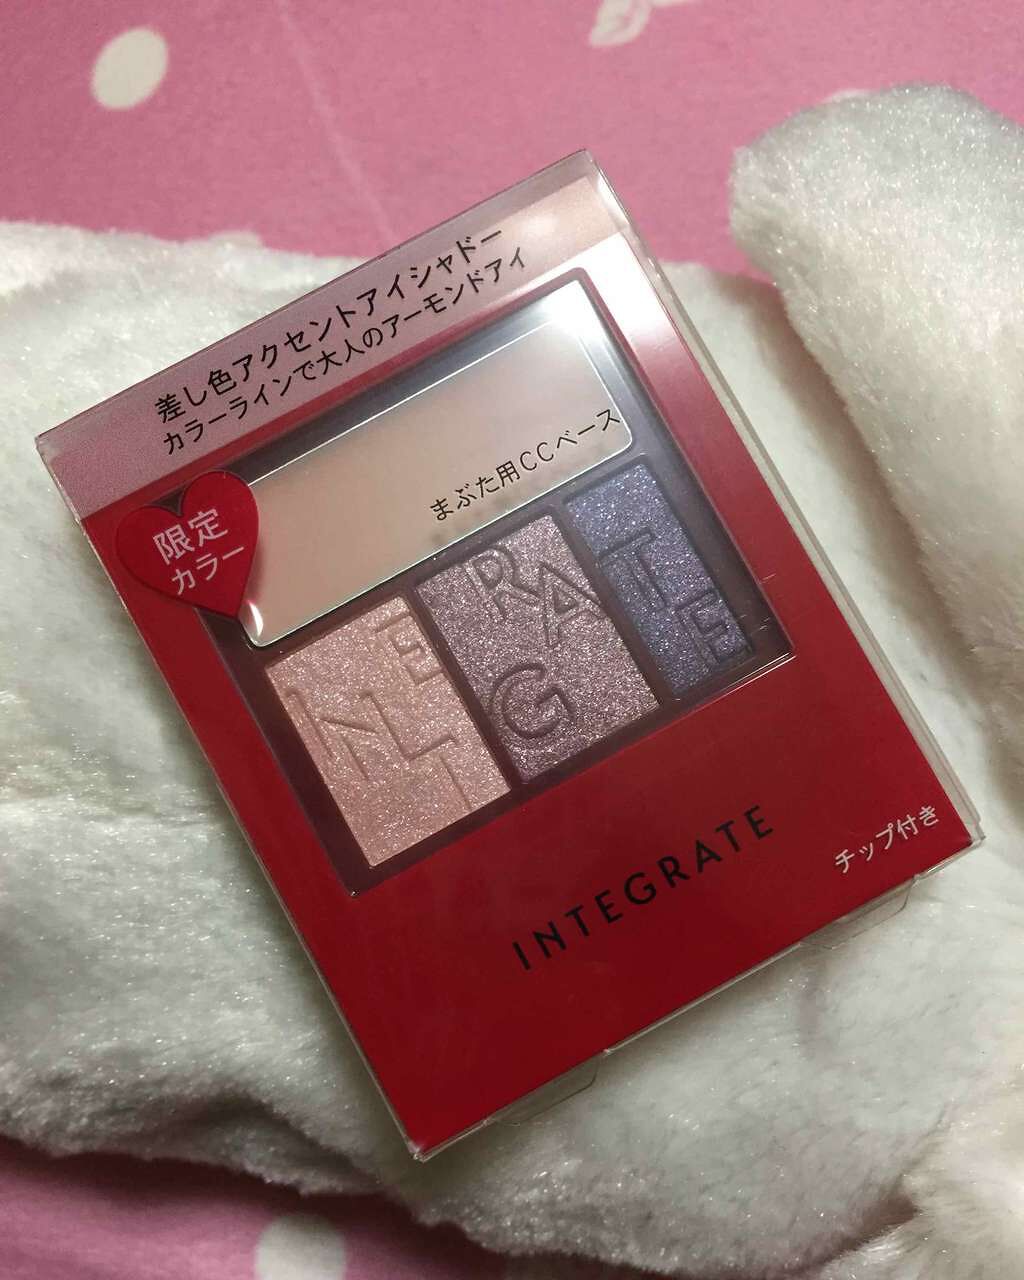 差し色アクセントアイシャドー
カラーラインで大人のアーモンドアイ
限定
カラー
まぶた用CCベース
INTEGRATE
INTEGRATE
チップ付き